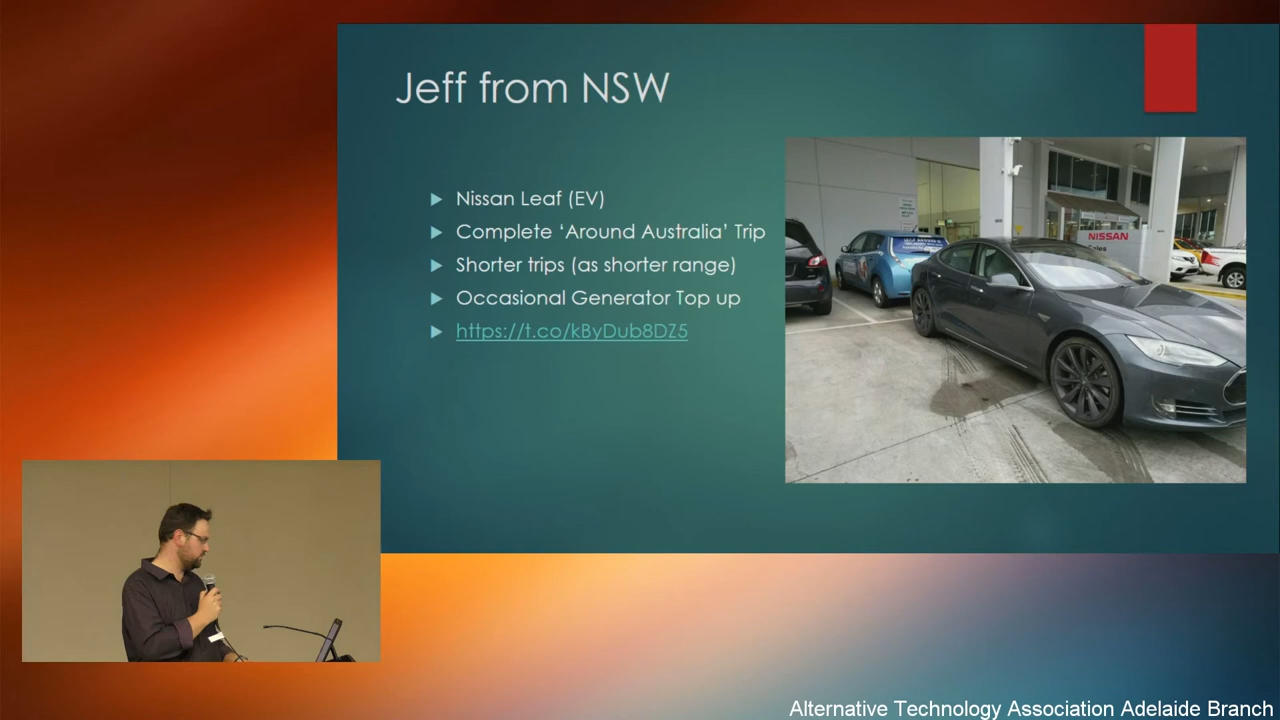 Jeff from NSW
Nissan Leaf (EV)
Complete ‘Around Australia’ Trip
Shorter trips (as shorter range)
Occasional Generator Top up
https://t.co/kByDub8DZ5
NISSAN
Sales
Alternative Technology Association Adelaide Branch